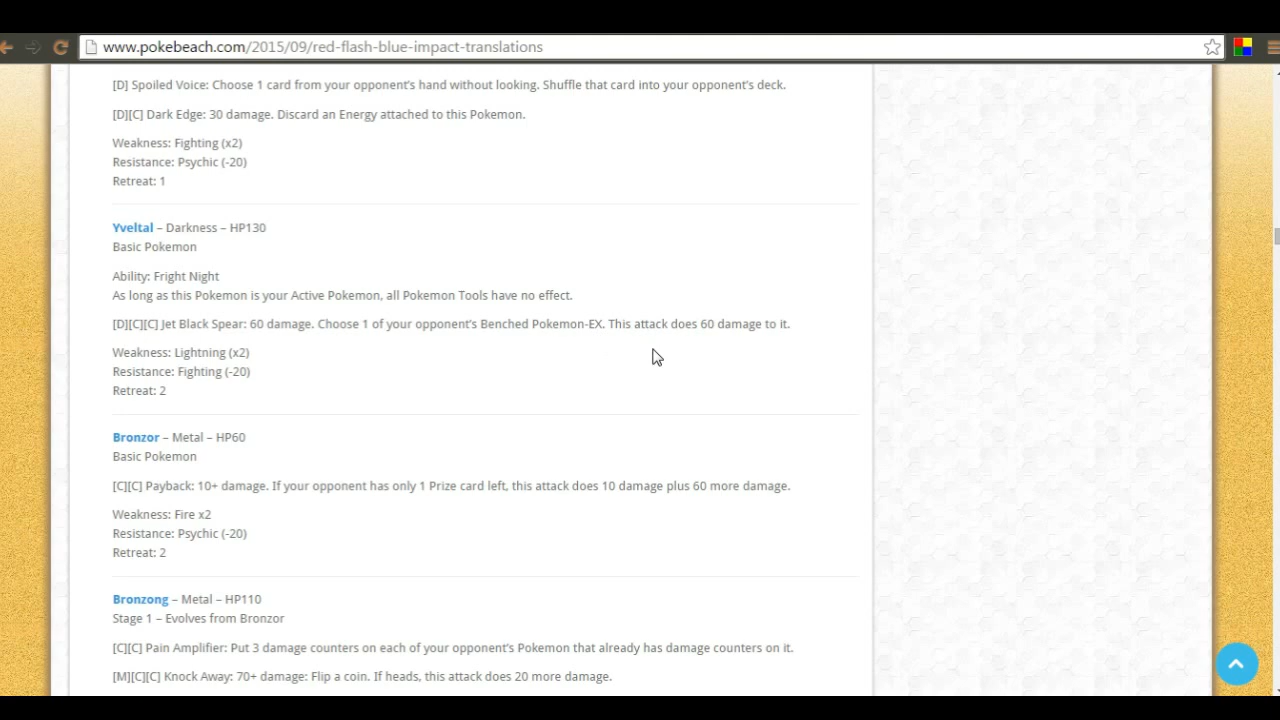 www.pokebeach.com/2015/09/red-flash-blue-impact-translations
[D] Spoiled Voice: Choose 1 card from your opponent's hand without looking. Shuffle that card into your opponent's deck.
[D][C] Dark Edge: 30 damage. Discard an Energy attached to this Pokemon.
Weakness: Fighting (x2)
Resistance: Psychic (-20)
Retreat: 1
Yveltal – Darkness – HP130
Basic Pokemon
Ability: Fright Night
As long as this Pokemon is your Active Pokemon, all Pokemon Tools have no effect.
[D][C][C] Jet Black Spear: 60 damage. Choose 1 of your opponent's Benched Pokemon-EX. This attack does 60 damage to it.
Weakness: Lightning (x2)
Resistance: Fighting (-20)
Retreat: 2
Bronzor – Metal – HP60
Basic Pokemon
[C][C] Payback: 10+ damage. If your opponent has only 1 Prize card left, this attack does 10 damage plus 60 more damage.
Weakness: Fire x2
Resistance: Psychic (-20)
Retreat: 2
Bronzong – Metal – HP110
Stage 1 – Evolves from Bronzor
[C][C] Pain Amplifier: Put 3 damage counters on each of your opponent's Pokemon that already has damage counters on it.
[M][C][C] Knock Away: 70+ damage: Flip a coin. If heads, this attack does 20 more damage.